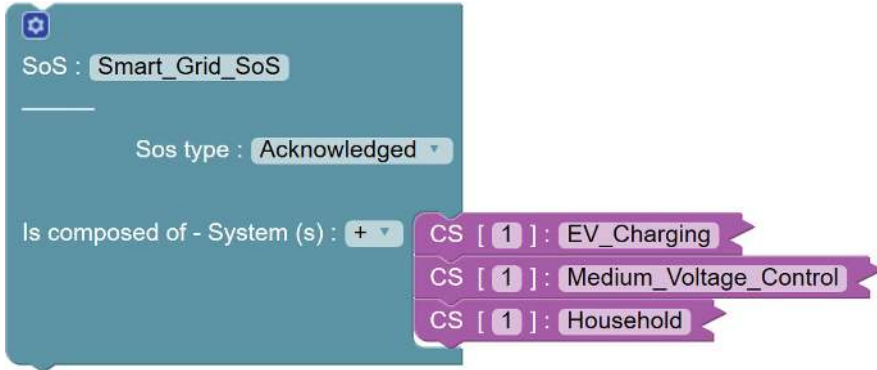 SoS : Smart_Grid_SoS
Sos type : Acknowledged
Is composed of - System (s) : + CS [ 1 ] : EV_Charging
CS [ 1 ] : Medium_Voltage_Control
CS [ 1 ] : Household